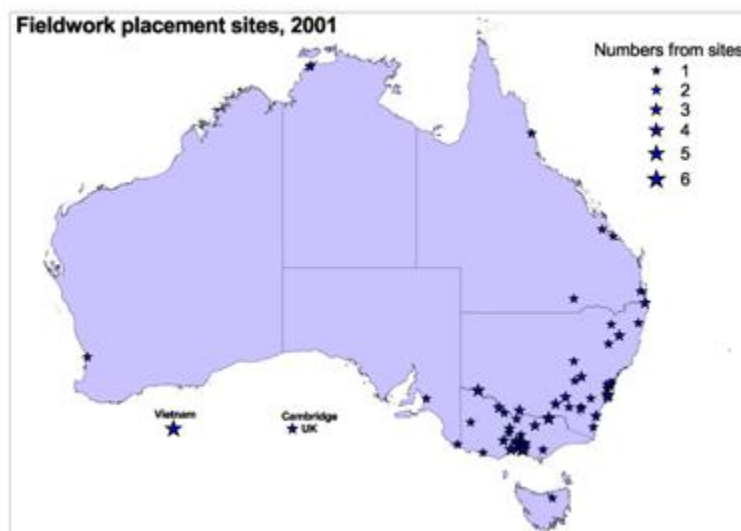 Fieldwork placement sites, 2001
Numbers from sites
1
2
3
4
5
6
Vietnam
Cambridge
UK